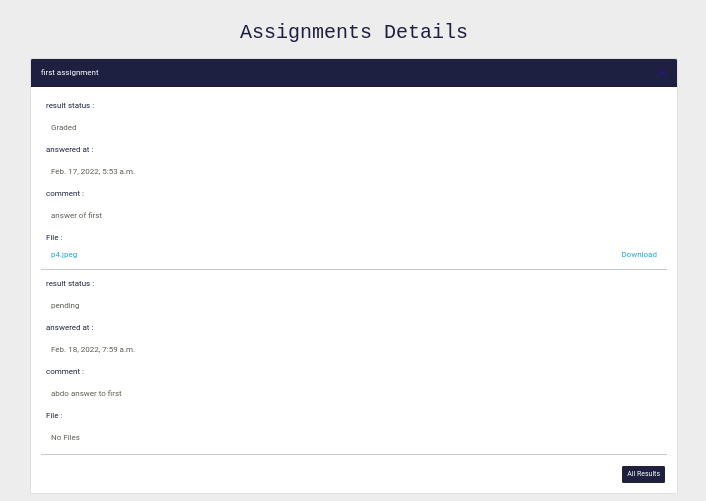 Assignments Details
first assignment
result status :
Graded
answered at :
Feb. 17, 2022, 5:53 a.m.
comment :
answer of first
File :
p4.jpeg Download
result status :
pending
answered at :
Feb. 18, 2022, 7:59 a.m.
comment :
abdo answer to first
File :
No Files
All Results